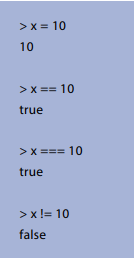 > x = 10
10
> x == 10
true
> x === 10
true
> x != 10
false